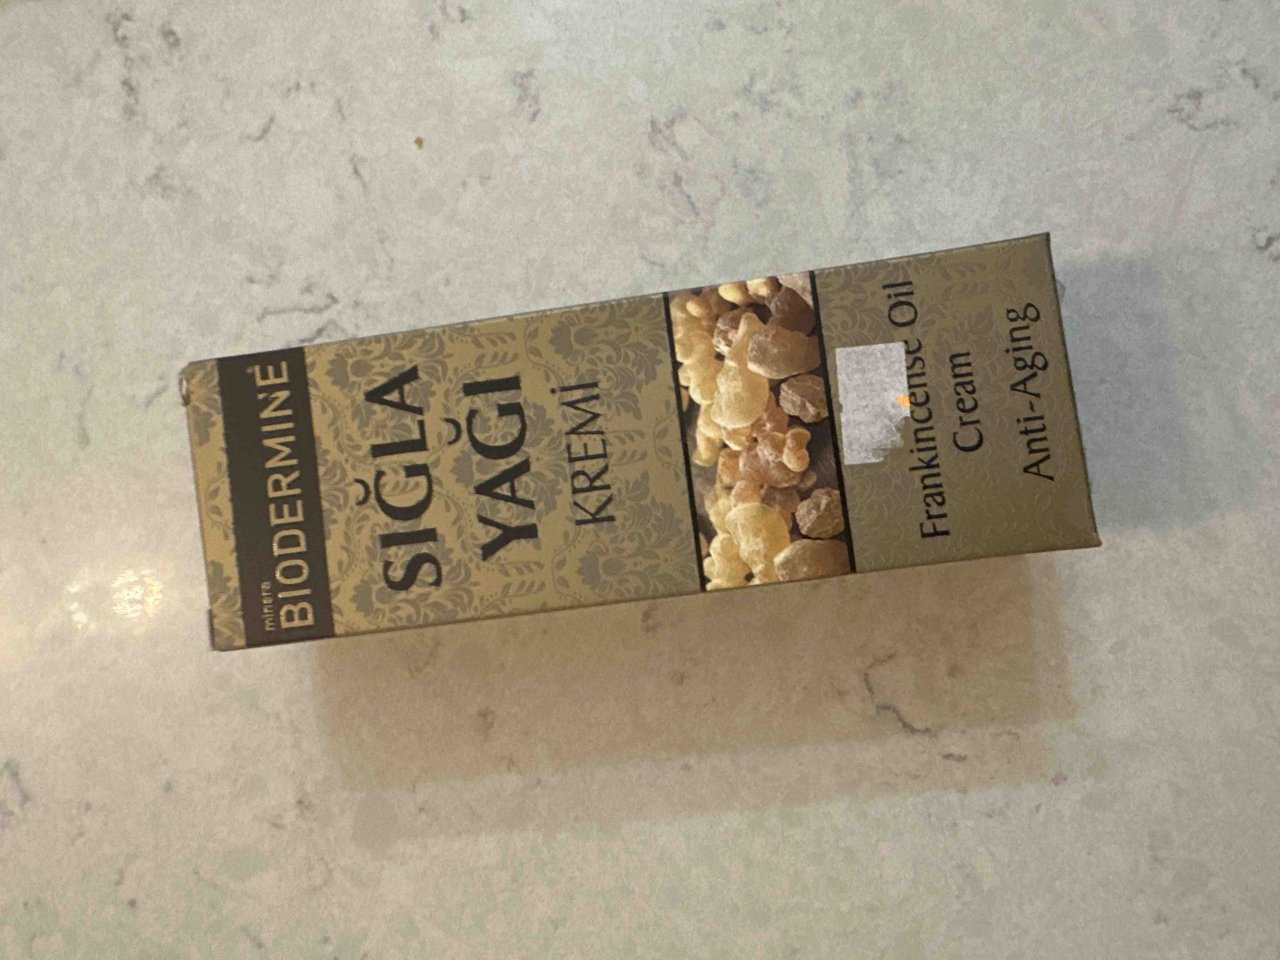 minera
BIODERMINE
SIĞLA
YAĞI
KREMİ
Frankincense Oil
Cream
Anti-Aging